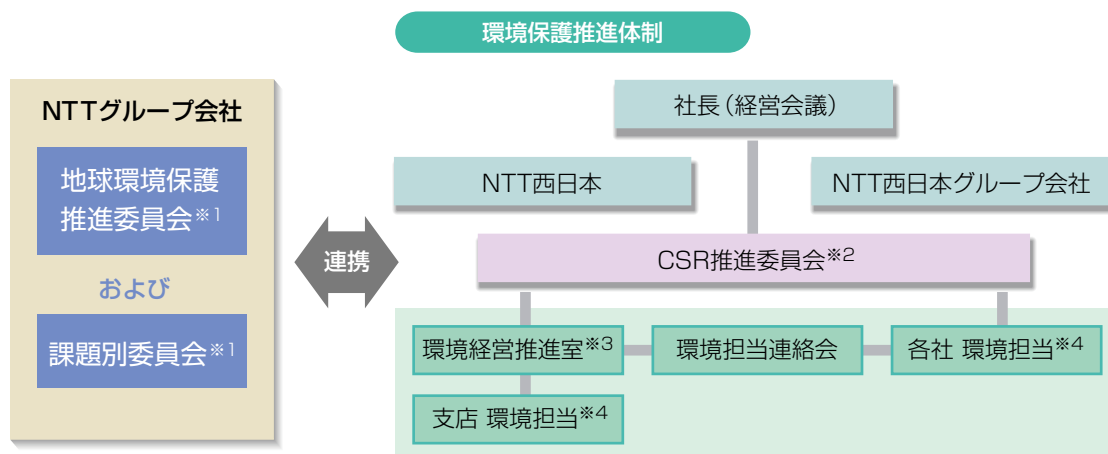 環境保護推進体制
NTTグループ会社
地球環境保護
推進委員会※1
および
課題別委員会※1
連携
社長（経営会議）
NTT西日本
NTT西日本グループ会社
CSR推進委員会※2
環境経営推進室※3
環境担当連絡会
各社 環境担当※4
支店 環境担当※4